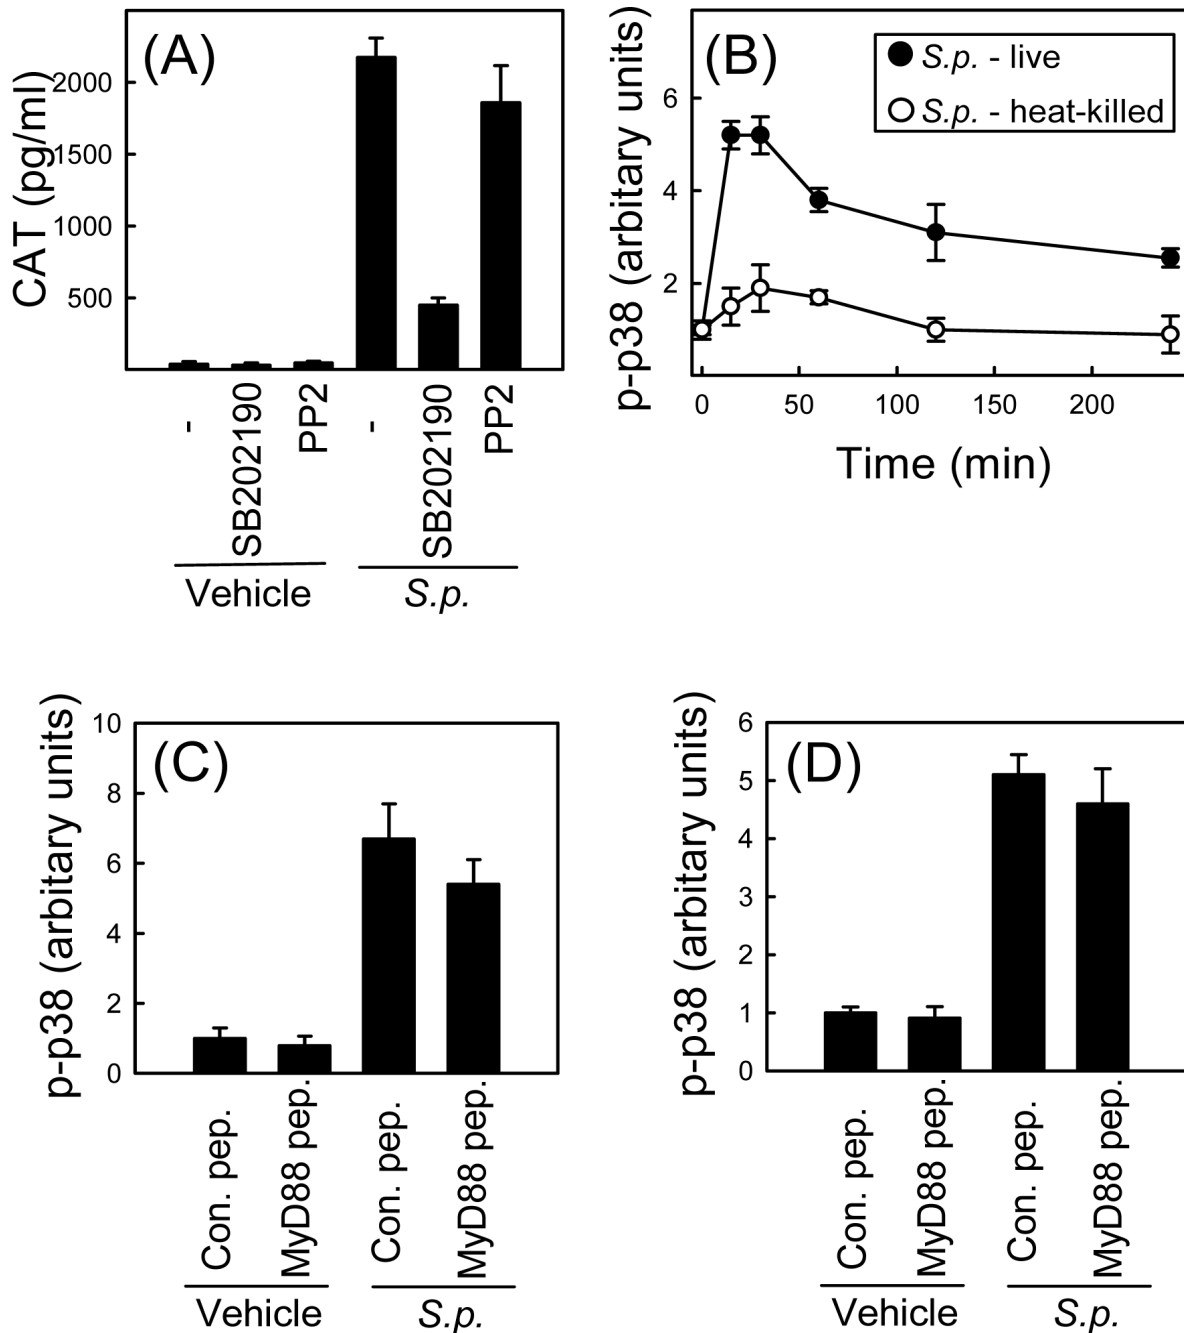 (A)
CAT (pg/ml)
2000
1500
1000
500
-
SB202190
PP2
-
SB202190
PP2
Vehicle
S.p.
(B)
p-p38 (arbitary units)
6
4
2
S.p. - live
S.p. - heat-killed
0
50
100
150
200
Time (min)
(C)
p-p38 (arbitary units)
10
8
6
4
2
0
Con. pep.
MyD88 pep.
Con. pep.
MyD88 pep.
Vehicle
S.p.
(D)
p-p38 (arbitary units)
6
5
4
3
2
1
0
Con. pep.
MyD88 pep.
Con. pep.
MyD88 pep.
Vehicle
S.p.